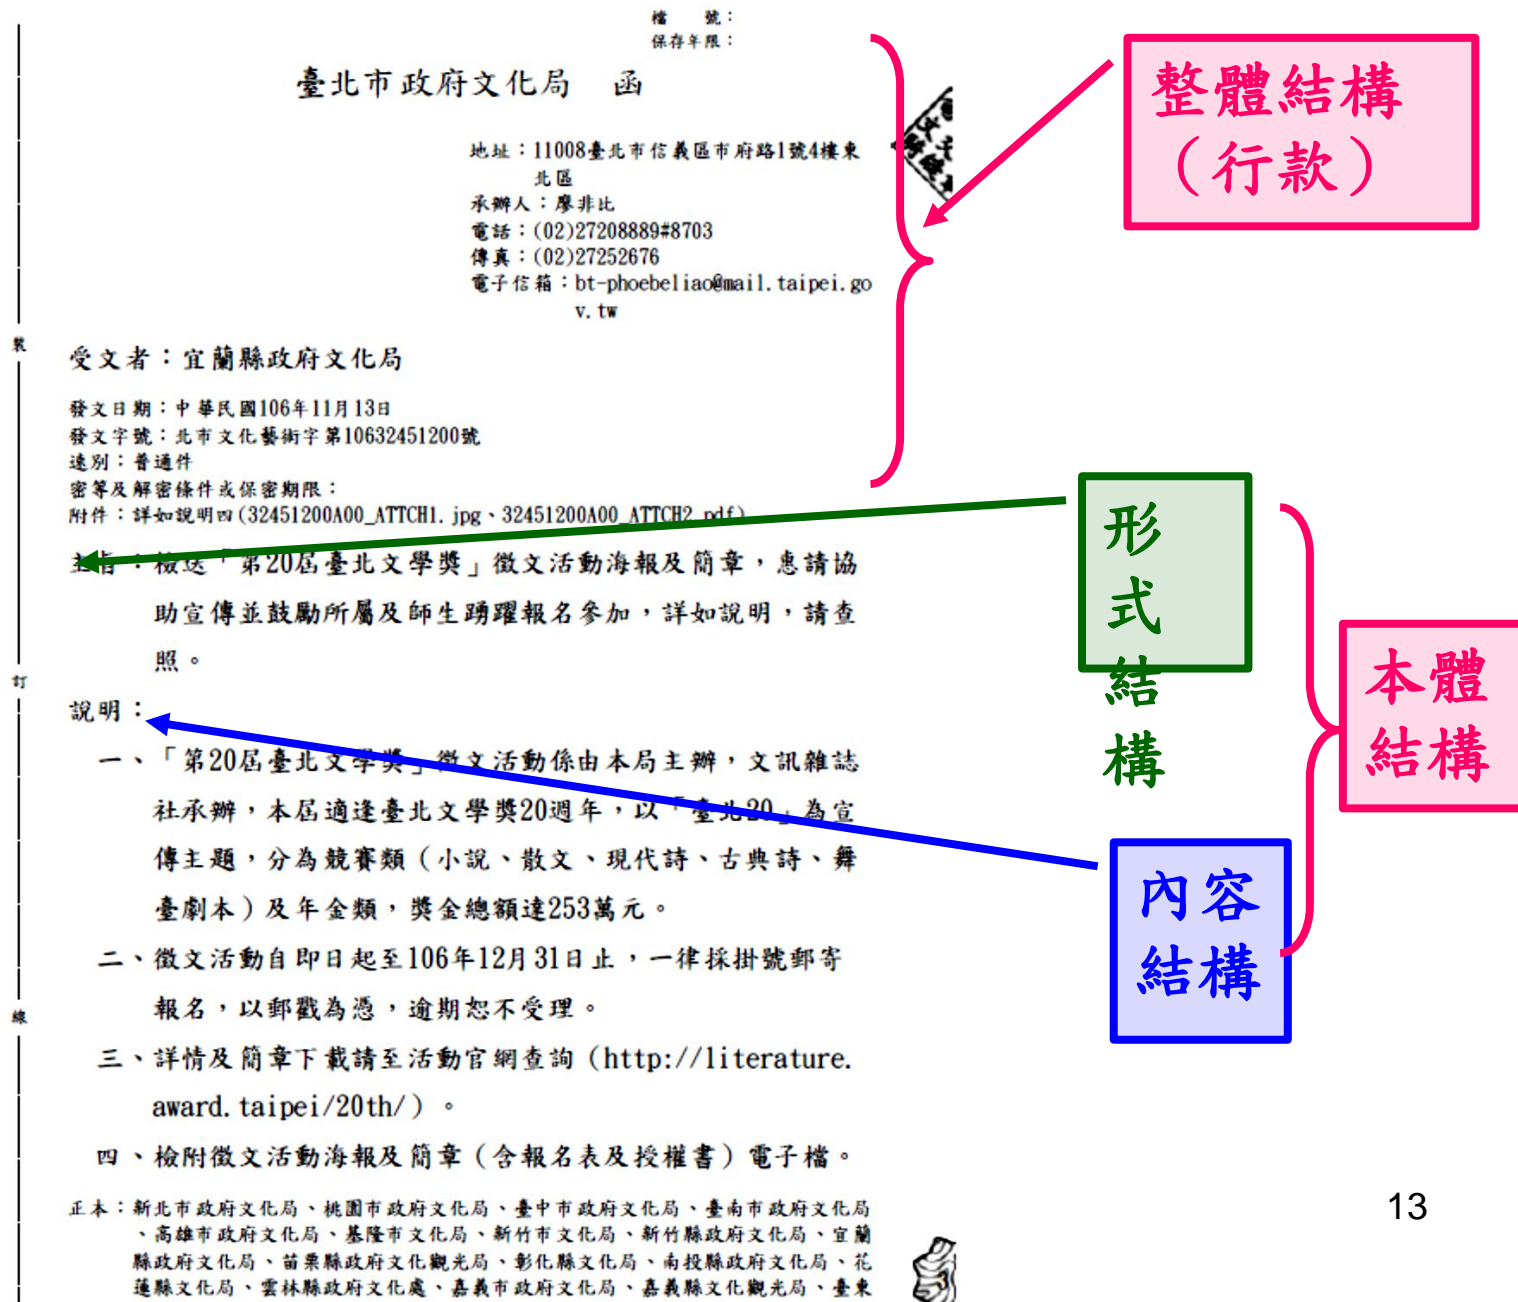 檔　　號：
保存年限：
臺北市政府文化局　函
地址：11008臺北市信義區市府路1號4樓東
北區
承辦人：廖非比
電話：(02)27208889#8703
傳真：(02)27252676
電子信箱：bt-phoebeliao@mail.taipei.go
v.tw
受文者：宜蘭縣政府文化局
發文日期：中華民國106年11月13日
發文字號：北市文化藝術字第10632451200號
速別：普通件
密等及解密條件或保密期限：
附件：詳如說明四(32451200A00_ATTCH1.jpg、32451200A00_ATTCH2.pdf)
主旨：檢送「第20屆臺北文學獎」徵文活動海報及簡章，惠請協
助宣傳並鼓勵所屬及師生踴躍報名參加，詳如說明，請查
照。
說明：
一、「第20屆臺北文學獎」徵文活動係由本局主辦，文訊雜誌
社承辦，本屆適逢臺北文學獎20週年，以「臺北20」為宣
傳主題，分為競賽類（小說、散文、現代詩、古典詩、舞
臺劇本）及年金類，獎金總額達253萬元。
二、徵文活動自即日起至106年12月31日止，一律採掛號郵寄
報名，以郵戳為憑，逾期恕不受理。
三、詳情及簡章下載請至活動官網查詢（http://literature.
award.taipei/20th/）。
四、檢附徵文活動海報及簡章（含報名表及授權書）電子檔。
正本：新北市政府文化局、桃園市政府文化局、臺中市政府文化局、臺南市政府文化局
、高雄市政府文化局、基隆市文化局、新竹市文化局、新竹縣政府文化局、宜蘭
縣政府文化局、苗栗縣政府文化觀光局、彰化縣文化局、南投縣政府文化局、花
蓮縣文化局、雲林縣政府文化處、嘉義市政府文化局、嘉義縣文化觀光局、臺東
裝
訂
線
整體結構
（行款）
形
式
結
構
內容
結構
本體
結構
13